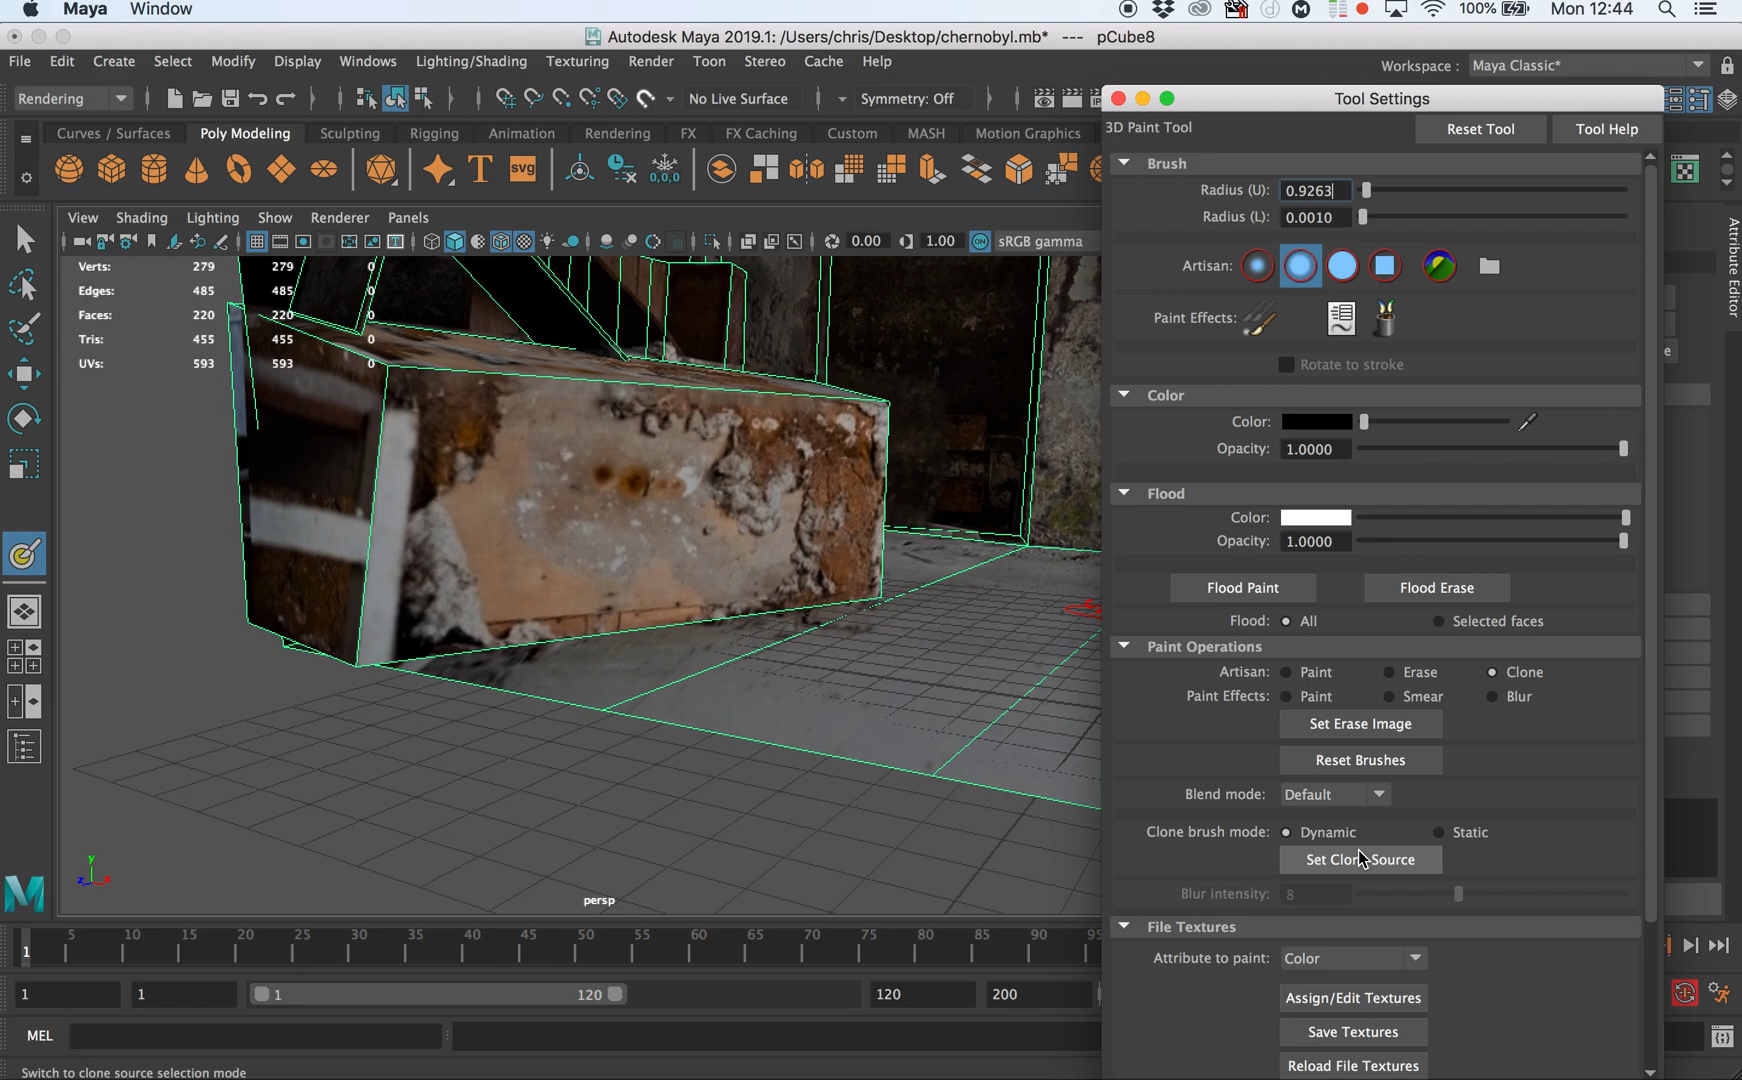 Maya Window 100% Mon 12:44
Autodesk Maya 2019.1: /Users/chris/Desktop/chernobyl.mb* --- pCube8
File Edit Create Select Modify Display Windows Lighting/Shading Texturing Render Toon Stereo Cache Help Workspace : Maya Classic*
Rendering No Live Surface Symmetry: Off
Tool Settings
Curves / Surfaces Poly Modeling Sculpting Rigging Animation Rendering FX FX Caching Custom MASH Motion Graphics
3D Paint Tool Reset Tool Tool Help
T svg 0,0,0
Brush
Radius (U): 0.9263
Radius (L): 0.0010
View Shading Lighting Show Renderer Panels
0.00 1.00 ON sRGB gamma
Artisan:
Attribute Editor
Verts: 279 279 0
Edges: 485 485 0
Faces: 220 220 0
Tris: 455 455 0
UVs: 593 593 0
Paint Effects:
Rotate to stroke
Color
Color:
Opacity: 1.0000
Flood
Color:
Opacity: 1.0000
Flood Paint Flood Erase
Flood: All Selected faces
Paint Operations
Artisan: Paint Erase Clone
Paint Effects: Paint Smear Blur
Set Erase Image
Reset Brushes
Blend mode: Default
Clone brush mode: Dynamic Static
Set Clone Source
Blur intensity: 8
y
z x
persp
File Textures
Attribute to paint: Color
Assign/Edit Textures
Save Textures
Reload File Textures
1 5 10 15 20 25 30 35 40 45 50 55 60 65 70 75 80 85 90 95
1 1 1 120 120 200
MEL
Switch to clone source selection mode